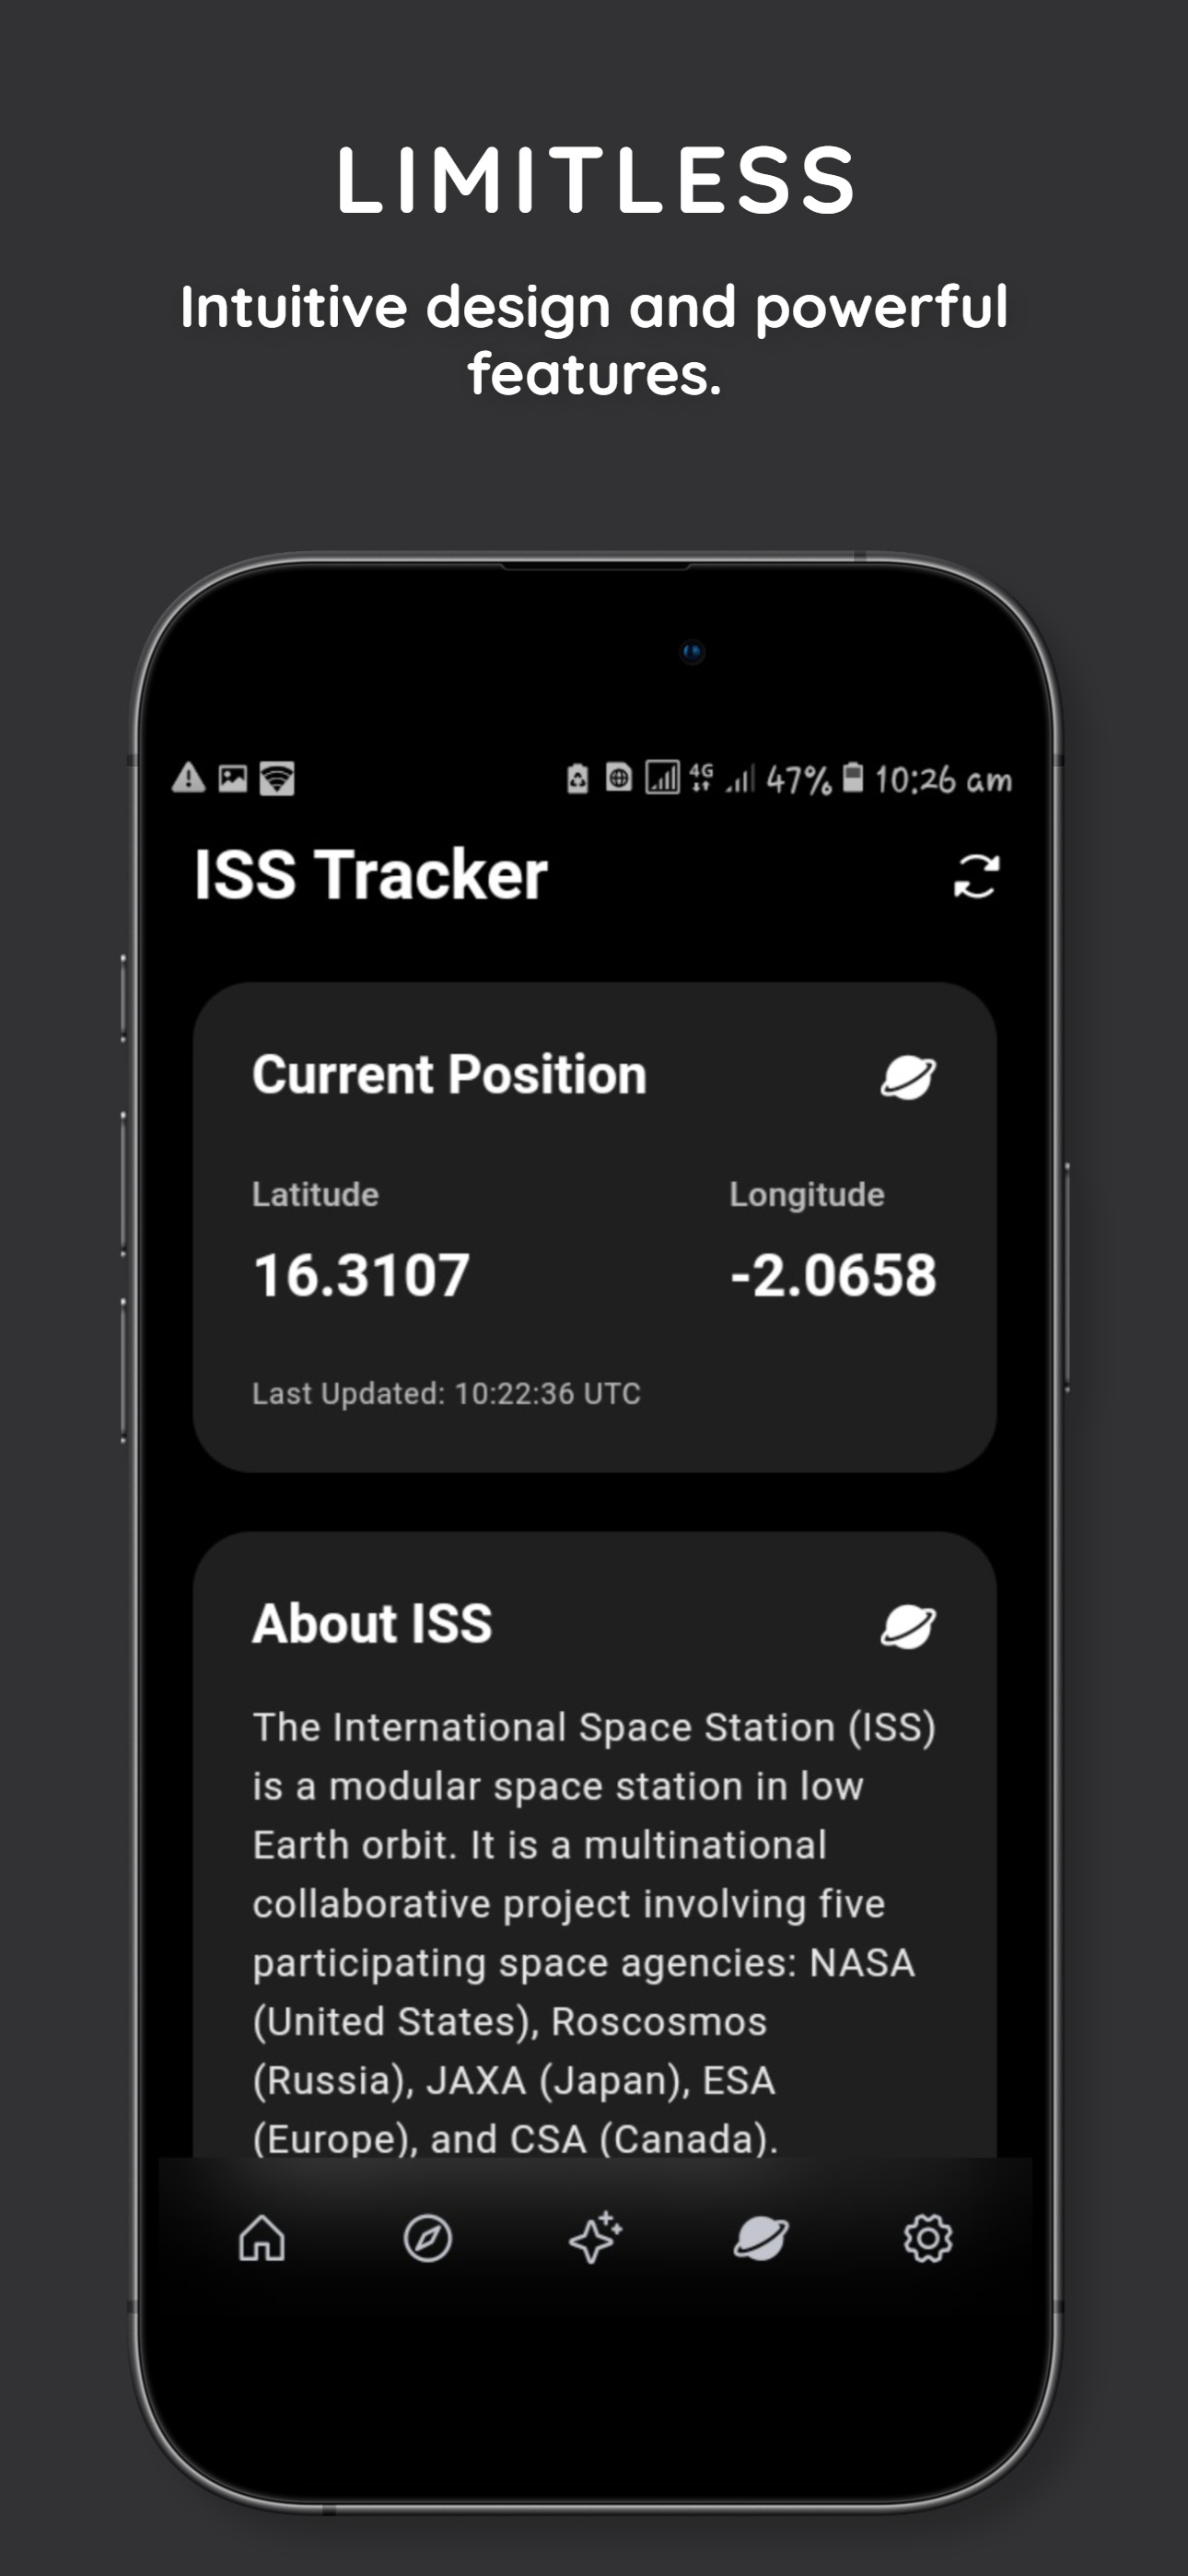 LIMITLESS
Intuitive design and powerful
features.
4G 47% 10:26 am
ISS Tracker
Current Position
Latitude Longitude
16.3107 -2.0658
Last Updated: 10:22:36 UTC
About ISS
The International Space Station (ISS)
is a modular space station in low
Earth orbit. It is a multinational
collaborative project involving five
participating space agencies: NASA
(United States), Roscosmos
(Russia), JAXA (Japan), ESA
(Europe), and CSA (Canada).